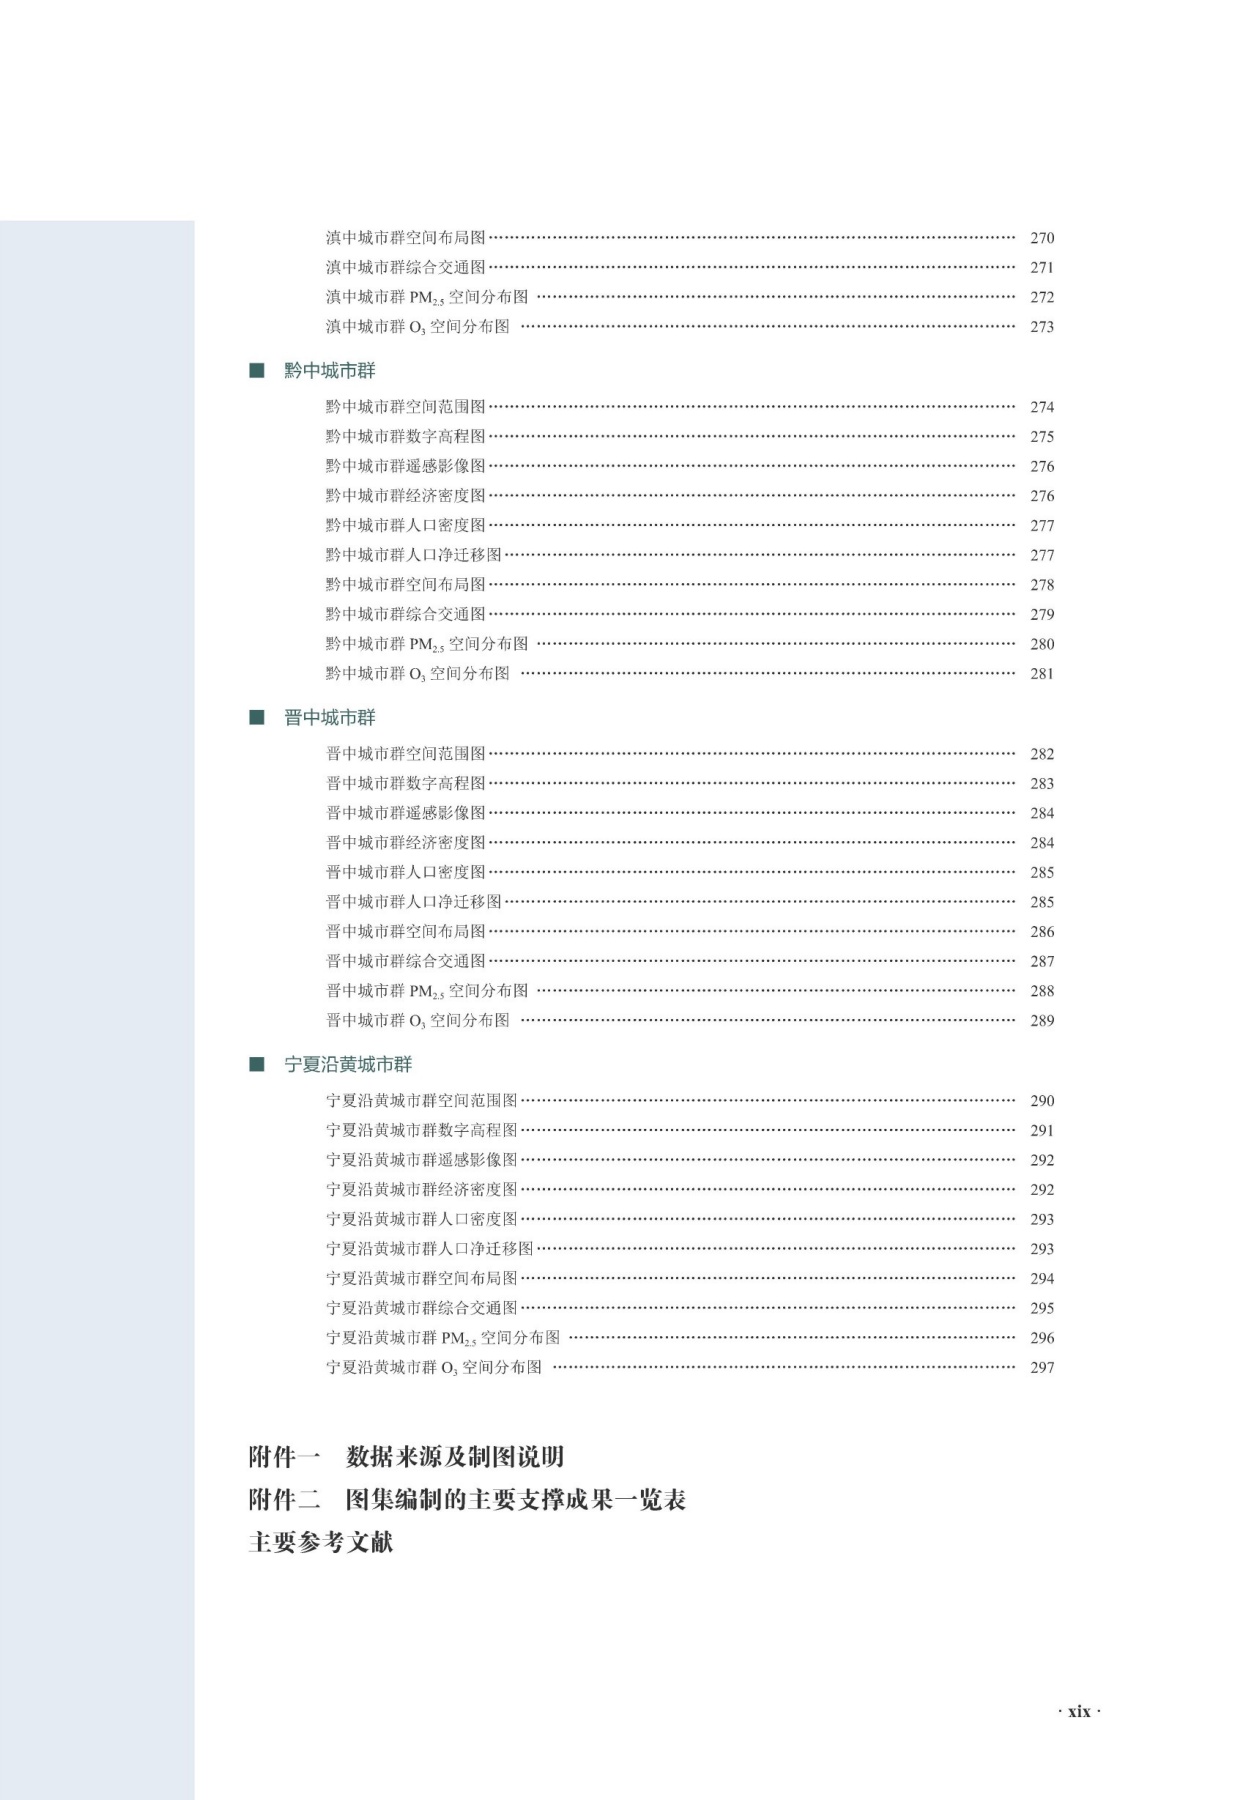 滇中城市群空间布局图 270
滇中城市群综合交通图 271
滇中城市群 PM2.5 空间分布图 272
滇中城市群 O3 空间分布图 273
■ 黔中城市群
黔中城市群空间范围图 274
黔中城市群数字高程图 275
黔中城市群遥感影像图 276
黔中城市群经济密度图 276
黔中城市群人口密度图 277
黔中城市群人口净迁移图 277
黔中城市群空间布局图 278
黔中城市群综合交通图 279
黔中城市群 PM2.5 空间分布图 280
黔中城市群 O3 空间分布图 281
■ 晋中城市群
晋中城市群空间范围图 282
晋中城市群数字高程图 283
晋中城市群遥感影像图 284
晋中城市群经济密度图 284
晋中城市群人口密度图 285
晋中城市群人口净迁移图 285
晋中城市群空间布局图 286
晋中城市群综合交通图 287
晋中城市群 PM2.5 空间分布图 288
晋中城市群 O3 空间分布图 289
■ 宁夏沿黄城市群
宁夏沿黄城市群空间范围图 290
宁夏沿黄城市群数字高程图 291
宁夏沿黄城市群遥感影像图 292
宁夏沿黄城市群经济密度图 292
宁夏沿黄城市群人口密度图 293
宁夏沿黄城市群人口净迁移图 293
宁夏沿黄城市群空间布局图 294
宁夏沿黄城市群综合交通图 295
宁夏沿黄城市群 PM2.5 空间分布图 296
宁夏沿黄城市群 O3 空间分布图 297
附件一 数据来源及制图说明
附件二 图集编制的主要支撑成果一览表
主要参考文献
· xix ·